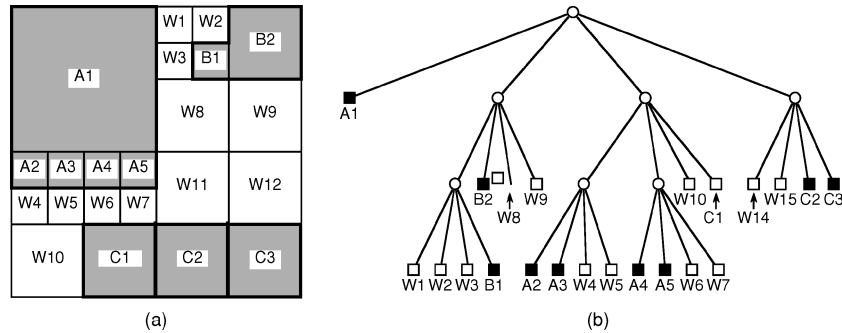 W1 W2
B2
W3 B1
A1
W8 W9
A2 A3 A4 A5
W11 W12
W4 W5 W6 W7
W10 C1 C2 C3
(a)
A1
B2 W8 W9 W10 C1 W14 W15 C2 C3
W1 W2 W3 B1 A2 A3 W4 W5 A4 A5 W6 W7
(b)